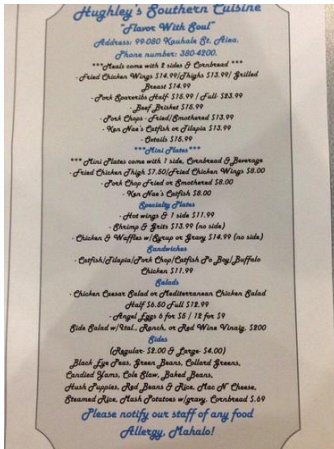 Hughley's Southern Cuisine
"Flavor With Soul"
Address: 99-080 Kauhale St. Aiea.
Phone number: 380-4200.
***Meals come with 2 sides & Cornbread ***
- Fried Chicken Wings $14.99/Thighs $13.99/ Grilled
Breast $14.99
- Pork Spareribs Half- $15.99 / Full- $23.99
- Beef Brisket $15.99
- Pork Chops - Fried/Smothered $13.99
- Ken Nae's Catfish or Tilapia $13.99
- Oxtails $15.99
***Mini Plates***
*** Mini Plates come with 1 side, Cornbread & Beverage
- Fried Chicken Thigh $7.50/Fried Chicken Wings $8.00
- Pork Chop Fried or Smothered $8.00
- Ken Nae's Catfish $8.00
Specialty Plates
- Hot wings & 1 side $11.99
- Shrimp & Grits $13.99 (no side)
- Chicken & Waffles w/Syrup or Gravy $14.99 (no side)
Sandwiches
- Catfish/Tilapia/Pork Chop/Catfish Po Boy/Buffalo
Chicken $11.99
Salads
- Chicken Caesar Salad or Mediterranean Chicken Salad
Half $6.50 Full $12.99
- Angel Eggs 6 for $5 / 12 for $9
Side Salad w/Ital., Ranch, or Red Wine Vinaig. $200
Sides
(Regular- $2.00 & Large- $4.00)
Black Eye Peas, Green Beans, Collard Greens,
Candied Yams, Cole Slaw, Baked Beans,
Hush Puppies, Red Beans & Rice, Mac N Cheese,
Steamed Rice, Mash Potatoes w/gravy. Cornbread $.69
Please notify our staff of any food
Allergy, Mahalo!